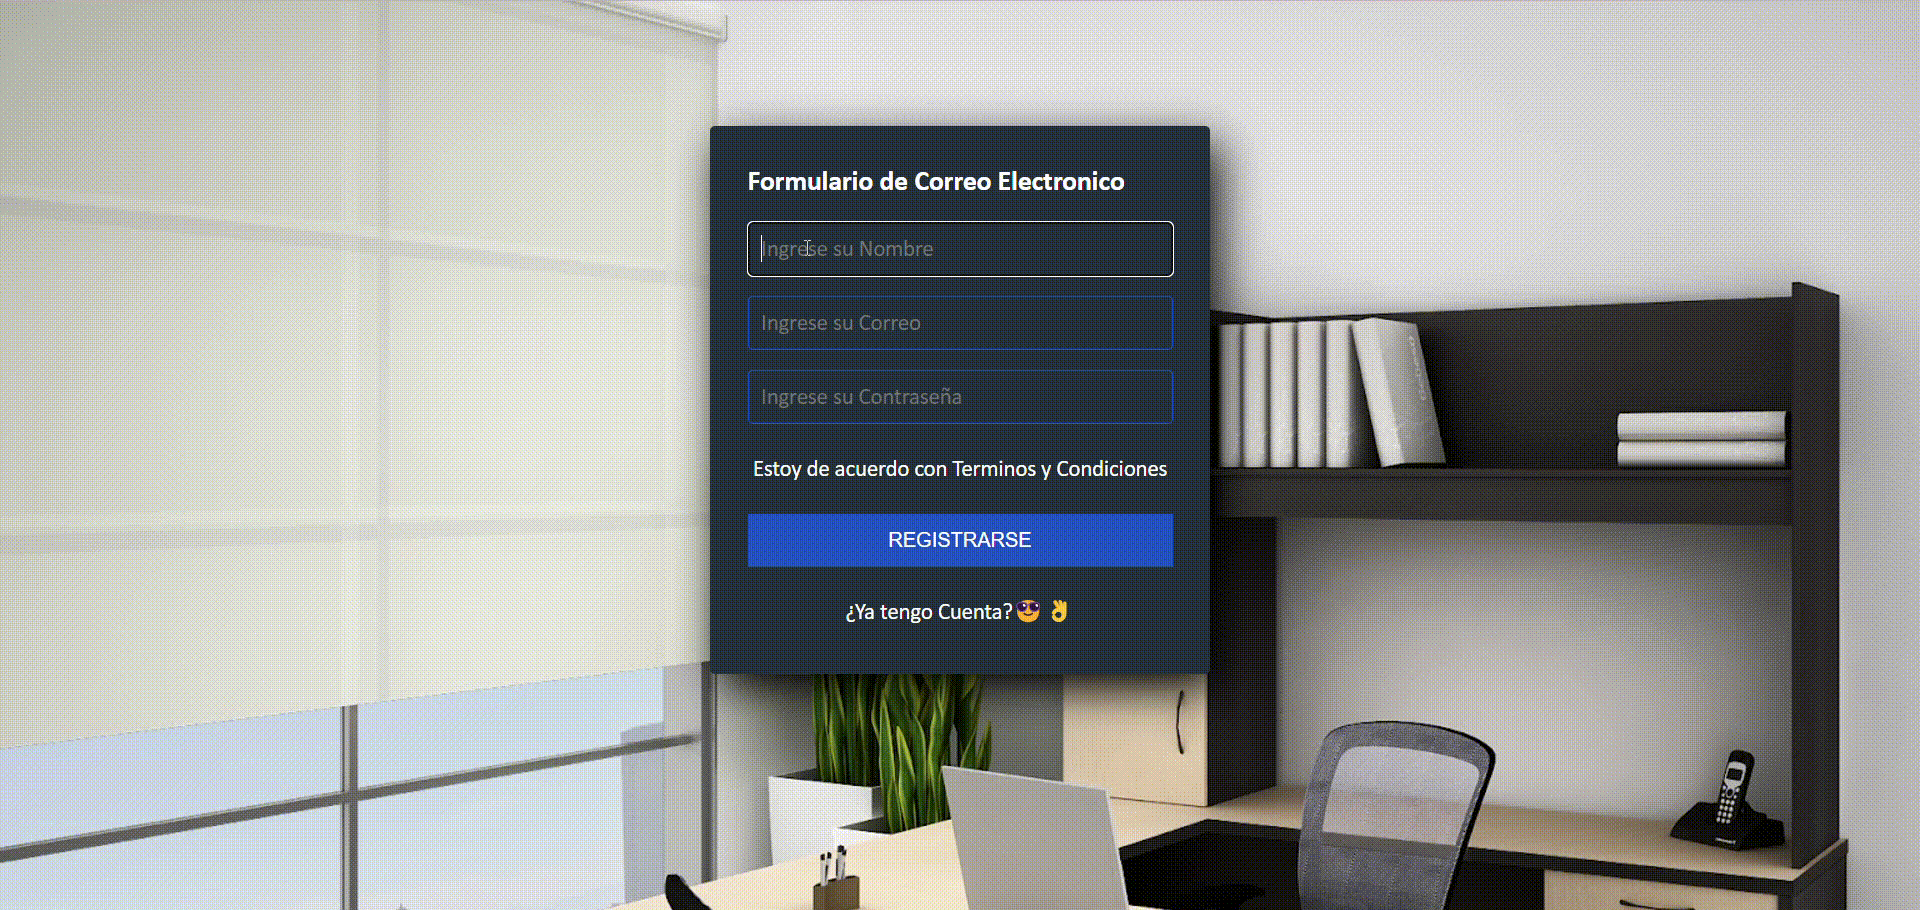 Formulario de Correo Electronico
Ingrese su Nombre
Ingrese su Correo
Ingrese su Contraseña
Estoy de acuerdo con Terminos y Condiciones
REGISTRARSE
¿Ya tengo Cuenta?😎👌